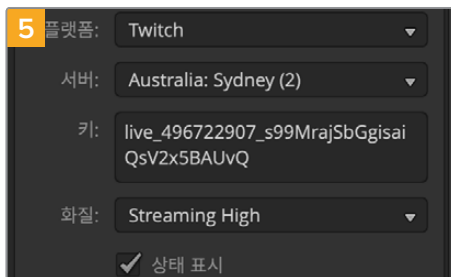 5 플랫폼: Twitch
서버: Australia: Sydney (2)
키: live_496722907_s99MrajSbGgisai
QsV2x5BAUvQ
화질: Streaming High
상태 표시